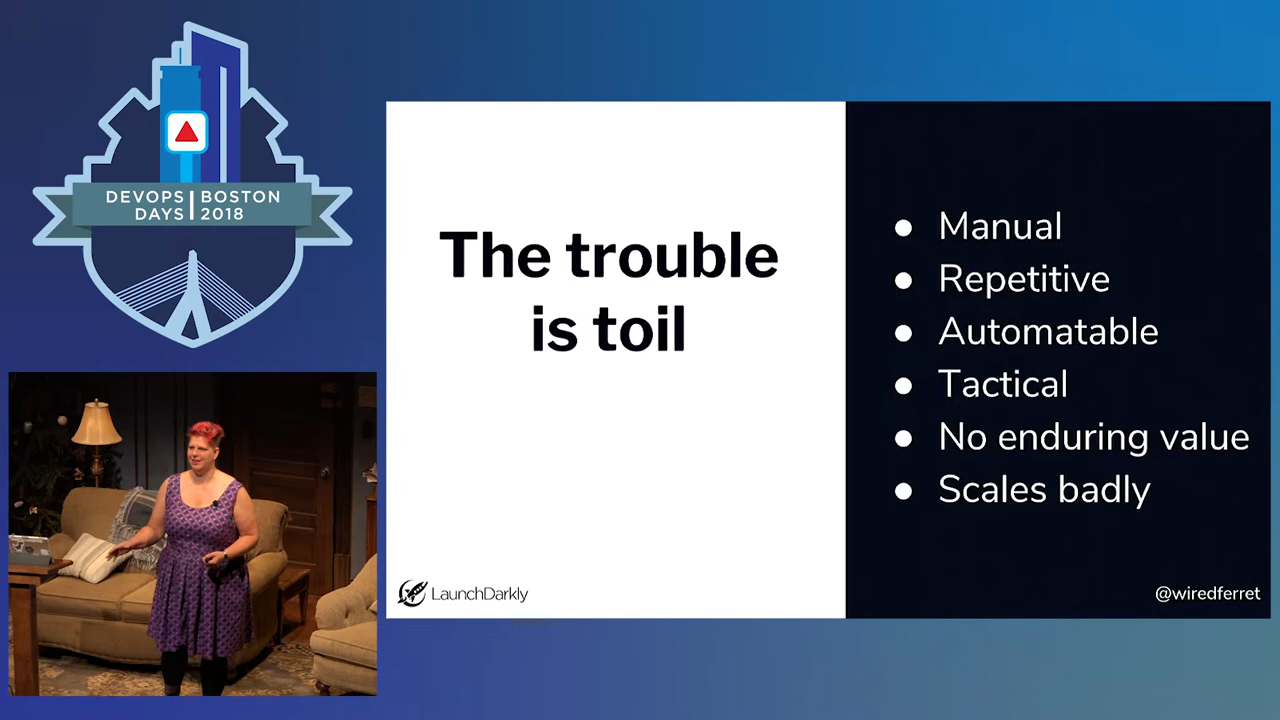 DEVOPS | BOSTON
DAYS | 2018
The trouble
is toil
LaunchDarkly
● Manual
● Repetitive
● Automatable
● Tactical
● No enduring value
● Scales badly
@wiredferret